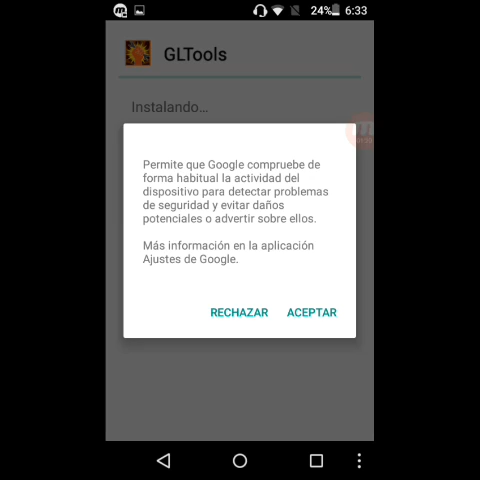 24% 6:33
GLTools
Instalando...
Permite que Google compruebe de
forma habitual la actividad del
dispositivo para detectar problemas
de seguridad y evitar daños
potenciales o advertir sobre ellos.
Más información en la aplicación
Ajustes de Google.
RECHAZAR ACEPTAR